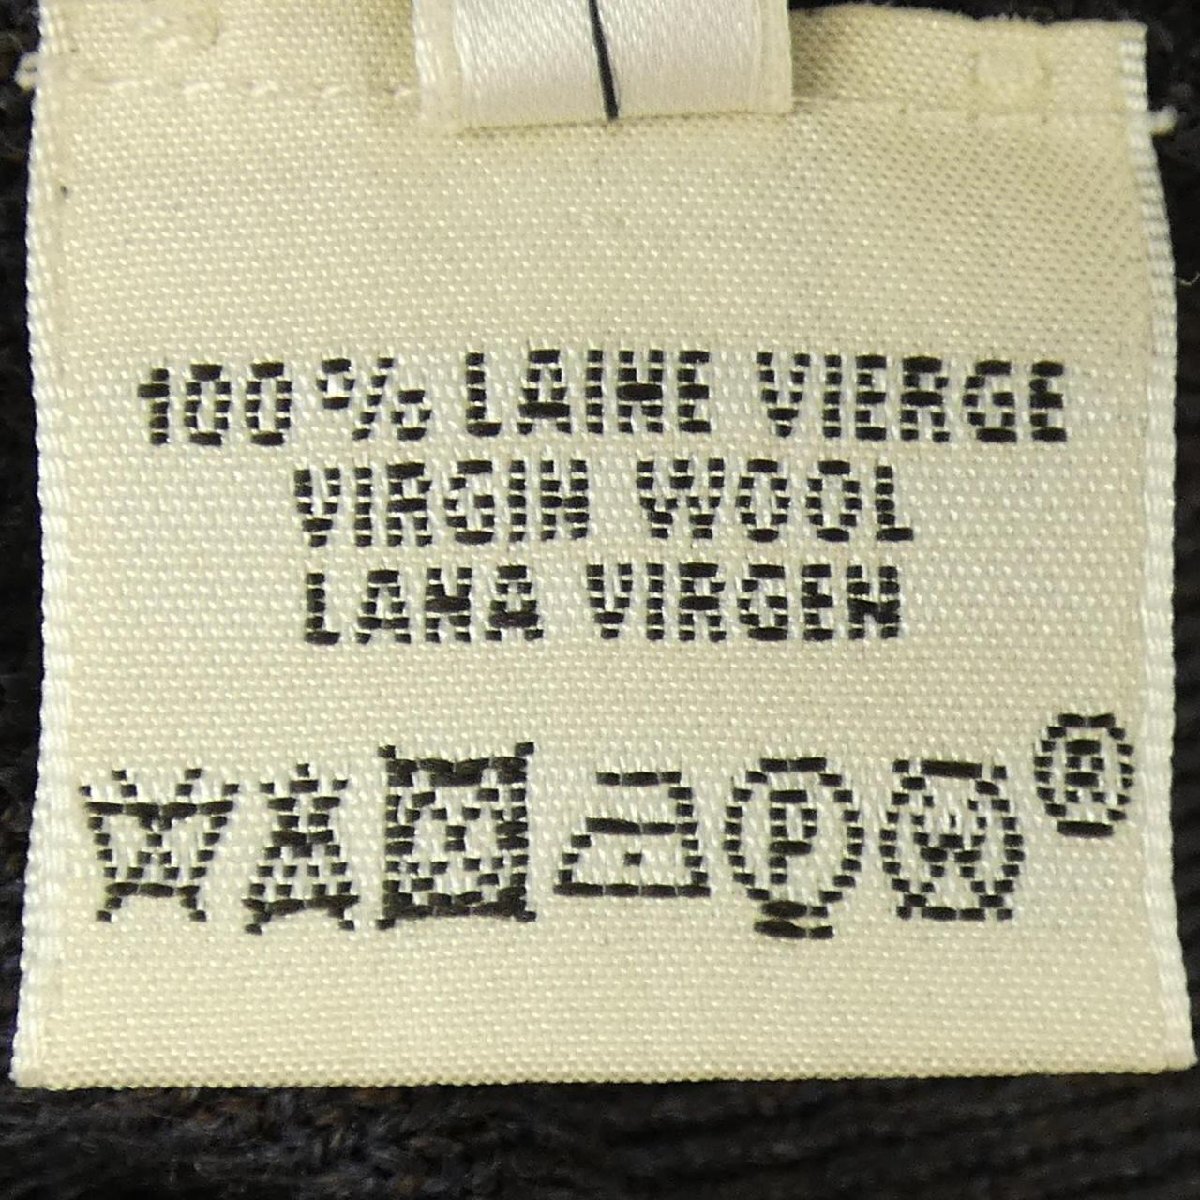 100% LAINE VIERGE
VIRGIN WOOL
LANA VIRGEN
P W ®